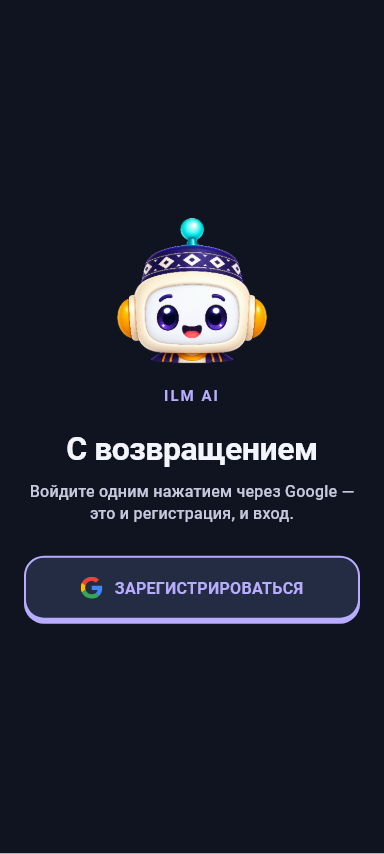 ILM AI
С возвращением
Войдите одним нажатием через Google —
это и регистрация, и вход.
ЗАРЕГИСТРИРОВАТЬСЯ